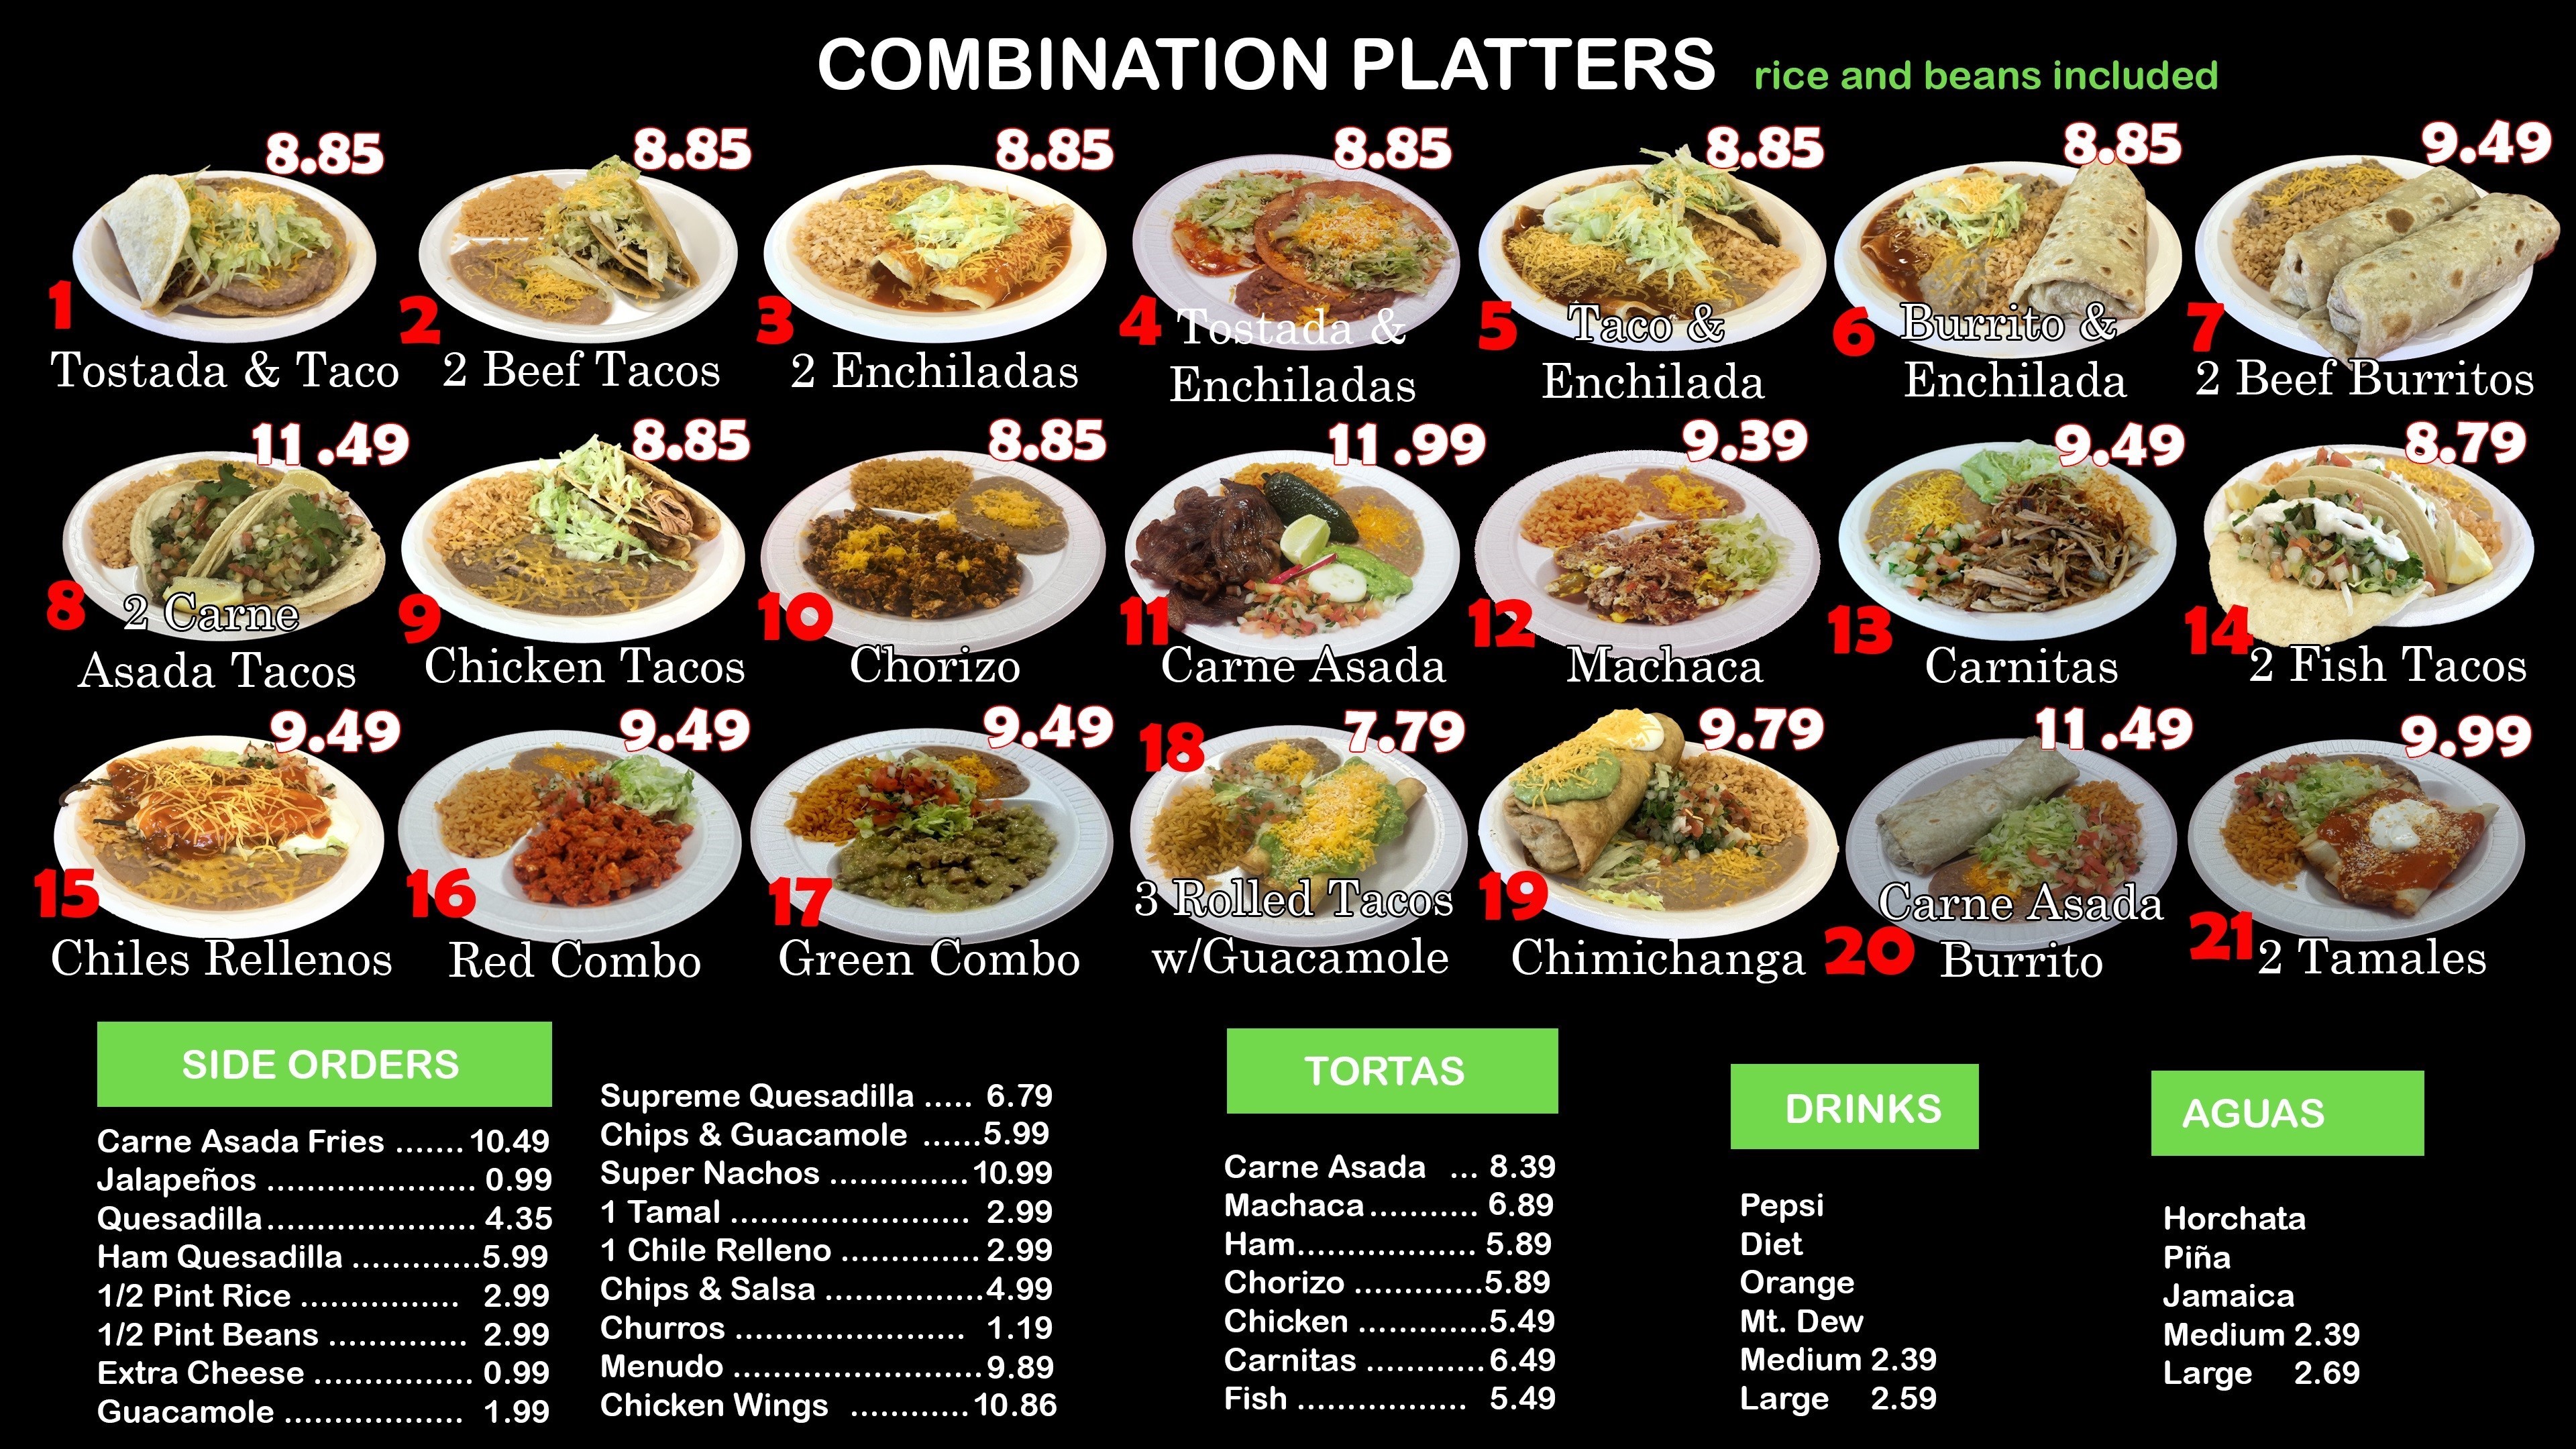 COMBINATION PLATTERS rice and beans included
8.85
1
Tostada & Taco
8.85
2
2 Beef Tacos
8.85
3
2 Enchiladas
8.85
4
Tostada &
Enchiladas
8.85
5
Taco &
Enchilada
8.85
6
Burrito &
Enchilada
9.49
7
2 Beef Burritos
11.49
8
2 Carne
Asada Tacos
8.85
9
Chicken Tacos
8.85
10
Chorizo
11.99
11
Carne Asada
9.39
12
Machaca
9.49
13
Carnitas
8.79
14
2 Fish Tacos
9.49
15
Chiles Rellenos
9.49
16
Red Combo
9.49
17
Green Combo
18
7.79
3 Rolled Tacos
w/Guacamole
9.79
19
Chimichanga
11.49
20
Carne Asada
Burrito
9.99
21
2 Tamales
SIDE ORDERS
Carne Asada Fries ....... 10.49
Jalapeños ..................... 0.99
Quesadilla..................... 4.35
Ham Quesadilla .............5.99
1/2 Pint Rice ................ 2.99
1/2 Pint Beans .............. 2.99
Extra Cheese ................ 0.99
Guacamole .................. 1.99
Supreme Quesadilla ..... 6.79
Chips & Guacamole ......5.99
Super Nachos ..............10.99
1 Tamal ........................ 2.99
1 Chile Relleno .............. 2.99
Chips & Salsa ................4.99
Churros ....................... 1.19
Menudo .........................9.89
Chicken Wings ............10.86
TORTAS
Carne Asada ... 8.39
Machaca........... 6.89
Ham.................. 5.89
Chorizo .............5.89
Chicken .............5.49
Carnitas ............6.49
Fish ................. 5.49
DRINKS
Pepsi
Diet
Orange
Mt. Dew
Medium 2.39
Large 2.59
AGUAS
Horchata
Piña
Jamaica
Medium 2.39
Large 2.69